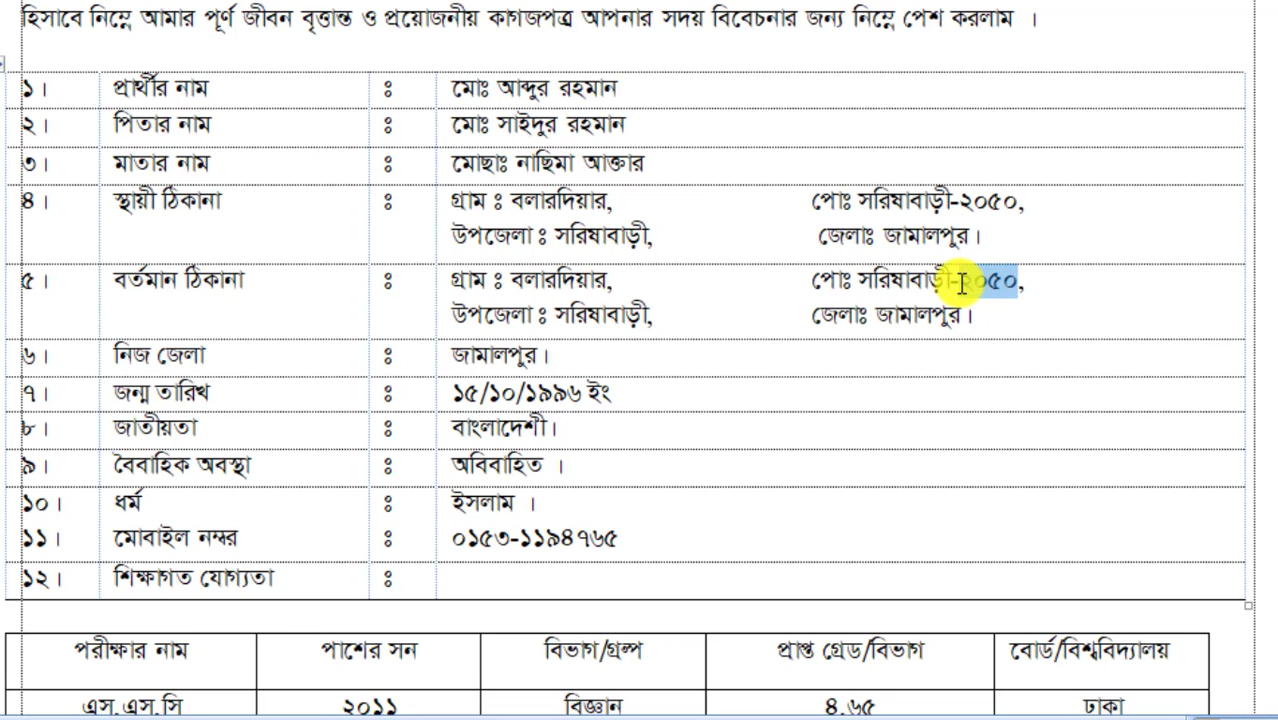 হিসাবে নিম্নে আমার পূর্ণ জীবন বৃত্তান্ত ও প্রয়োজনীয় কাগজপত্র আপনার সদয় বিবেচনার জন্য নিম্নে পেশ করলাম ।
১। প্রার্থীর নাম ঃ মোঃ আব্দুর রহমান
২। পিতার নাম ঃ মোঃ সাইদুর রহমান
৩। মাতার নাম ঃ মোছাঃ নাছিমা আক্তার
৪। স্থায়ী ঠিকানা ঃ গ্রাম ঃ বলারদিয়ার, পোঃ সরিষাবাড়ী-২০৫০,
উপজেলা ঃ সরিষাবাড়ী, জেলাঃ জামালপুর।
৫। বর্তমান ঠিকানা ঃ গ্রাম ঃ বলারদিয়ার, পোঃ সরিষাবাড়ী-২০৫০,
উপজেলা ঃ সরিষাবাড়ী, জেলাঃ জামালপুর।
৬। নিজ জেলা ঃ জামালপুর।
৭। জন্ম তারিখ ঃ ১৫/১০/১৯৯৬ ইং
৮। জাতীয়তা ঃ বাংলাদেশী।
৯। বৈবাহিক অবস্থা ঃ অবিবাহিত ।
১০। ধর্ম ঃ ইসলাম ।
১১। মোবাইল নম্বর ঃ ০১৫৩-১১৯৪৭৬৫
১২। শিক্ষাগত যোগ্যতা ঃ
পরীক্ষার নাম পাশের সন বিভাগ/গ্রুপ প্রাপ্ত গ্রেড/বিভাগ বোর্ড/বিশ্ববিদ্যালয়
এস.এস.সি ২০১১ বিজ্ঞান ৪.৬৫ ঢাকা